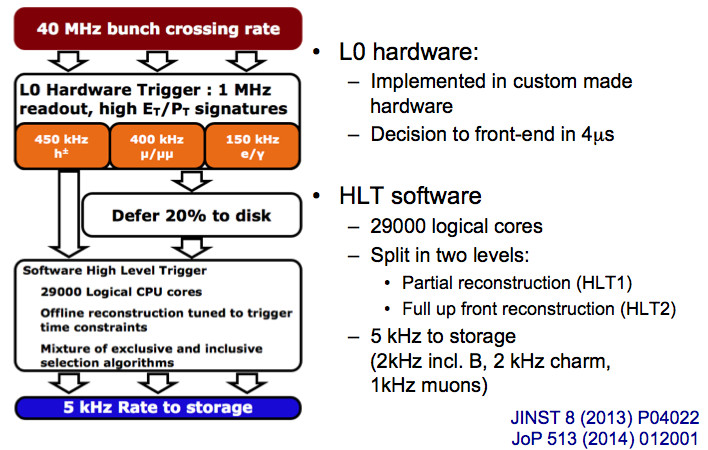 40 MHz bunch crossing rate
L0 Hardware Trigger : 1 MHz
readout, high ET/PT signatures
450 kHz
h±
400 kHz
μ/μμ
150 kHz
e/γ
Defer 20% to disk
Software High Level Trigger
29000 Logical CPU cores
Offline reconstruction tuned to trigger
time constraints
Mixture of exclusive and inclusive
selection algorithms
5 kHz Rate to storage
• L0 hardware:
– Implemented in custom made
hardware
– Decision to front-end in 4μs
• HLT software
– 29000 logical cores
– Split in two levels:
• Partial reconstruction (HLT1)
• Full up front reconstruction (HLT2)
– 5 kHz to storage
(2kHz incl. B, 2 kHz charm,
1kHz muons)
JINST 8 (2013) P04022
JoP 513 (2014) 012001